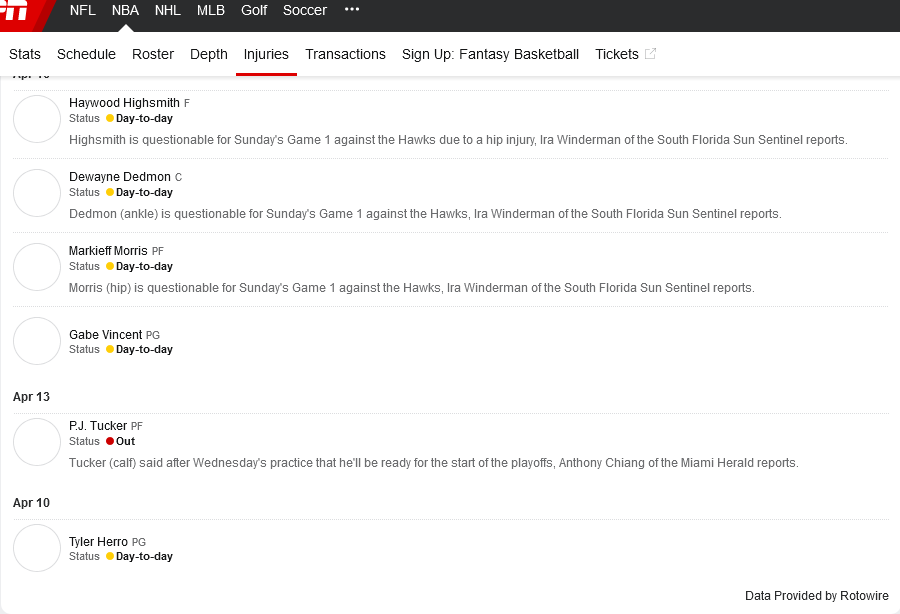 NFL NBA NHL MLB Golf Soccer •••
Stats Schedule Roster Depth Injuries Transactions Sign Up: Fantasy Basketball Tickets
Haywood Highsmith F
Status Day-to-day
Highsmith is questionable for Sunday's Game 1 against the Hawks due to a hip injury, Ira Winderman of the South Florida Sun Sentinel reports.
Dewayne Dedmon C
Status Day-to-day
Dedmon (ankle) is questionable for Sunday's Game 1 against the Hawks, Ira Winderman of the South Florida Sun Sentinel reports.
Markieff Morris PF
Status Day-to-day
Morris (hip) is questionable for Sunday's Game 1 against the Hawks, Ira Winderman of the South Florida Sun Sentinel reports.
Gabe Vincent PG
Status Day-to-day
Apr 13
P.J. Tucker PF
Status Out
Tucker (calf) said after Wednesday's practice that he'll be ready for the start of the playoffs, Anthony Chiang of the Miami Herald reports.
Apr 10
Tyler Herro PG
Status Day-to-day
Data Provided by Rotowire